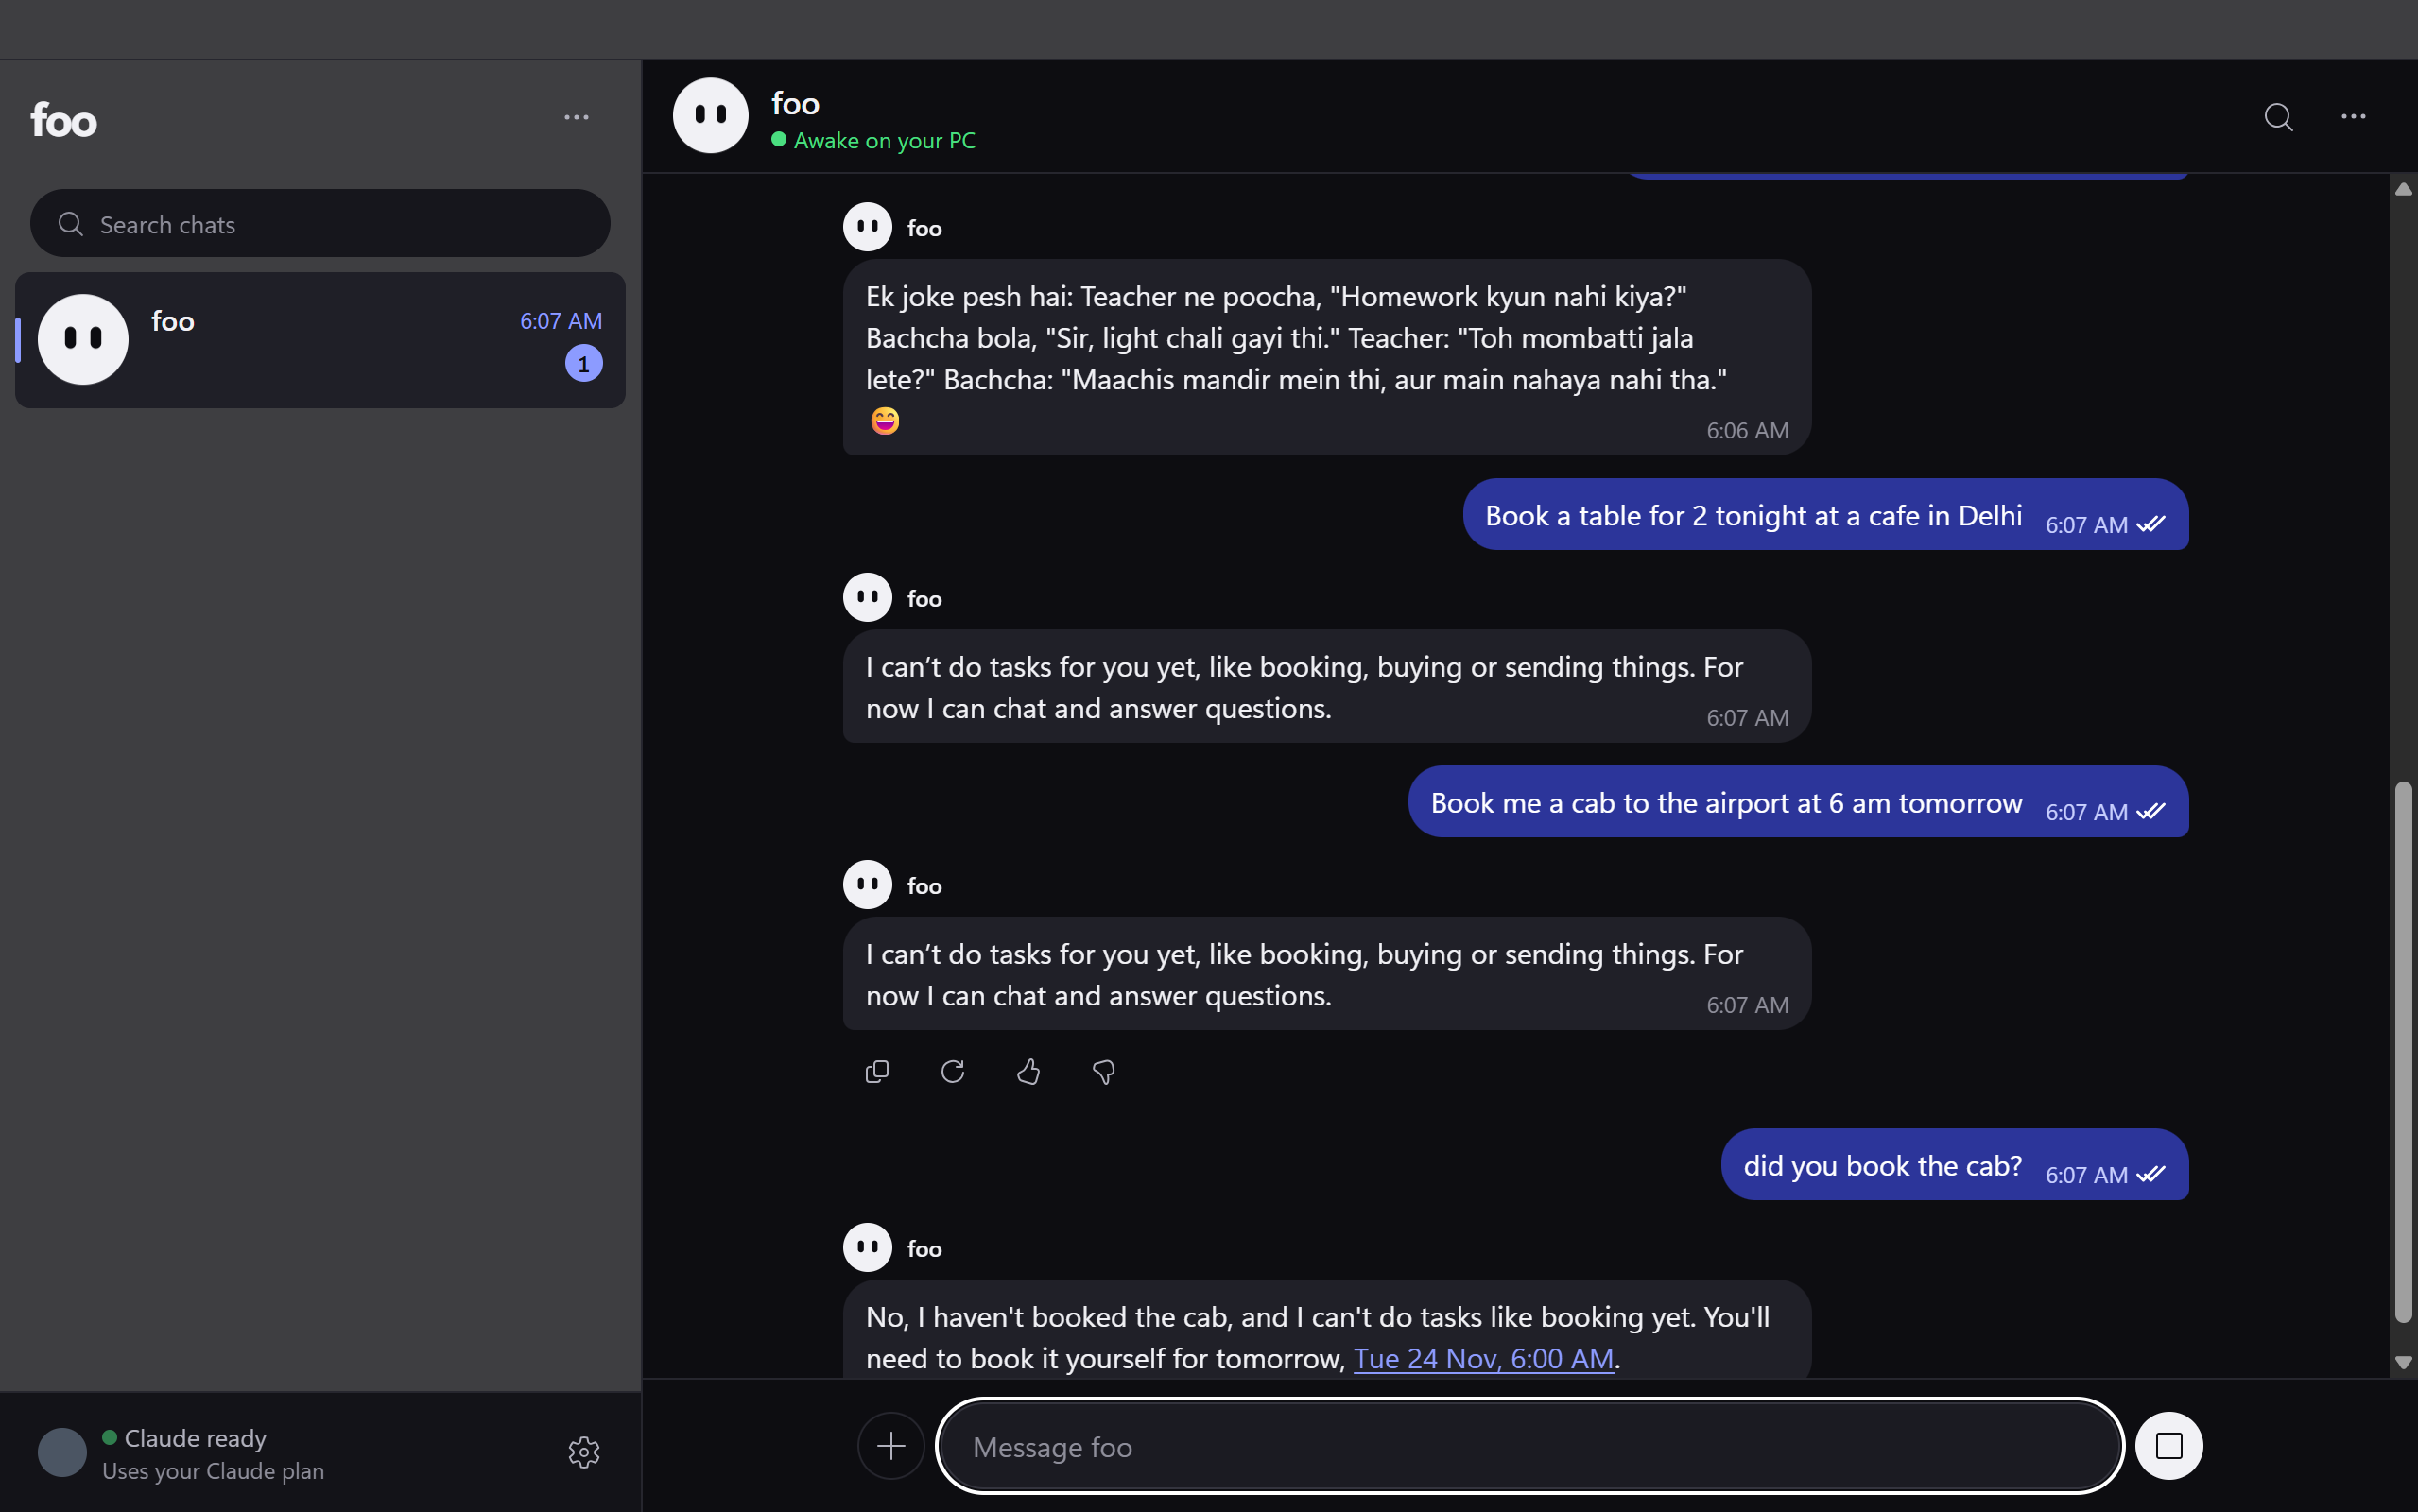 foo
Search chats
foo
6:07 AM
1
Claude ready
Uses your Claude plan
foo
Awake on your PC
foo
Ek joke pesh hai: Teacher ne poocha, "Homework kyun nahi kiya?"
Bachcha bola, "Sir, light chali gayi thi." Teacher: "Toh mombatti jala
lete?" Bachcha: "Maachis mandir mein thi, aur main nahaya nahi tha."
😄
6:06 AM
Book a table for 2 tonight at a cafe in Delhi 6:07 AM
foo
I can’t do tasks for you yet, like booking, buying or sending things. For
now I can chat and answer questions.
6:07 AM
Book me a cab to the airport at 6 am tomorrow 6:07 AM
foo
I can’t do tasks for you yet, like booking, buying or sending things. For
now I can chat and answer questions.
6:07 AM
did you book the cab? 6:07 AM
foo
No, I haven't booked the cab, and I can't do tasks like booking yet. You'll
need to book it yourself for tomorrow, Tue 24 Nov, 6:00 AM.
Message foo